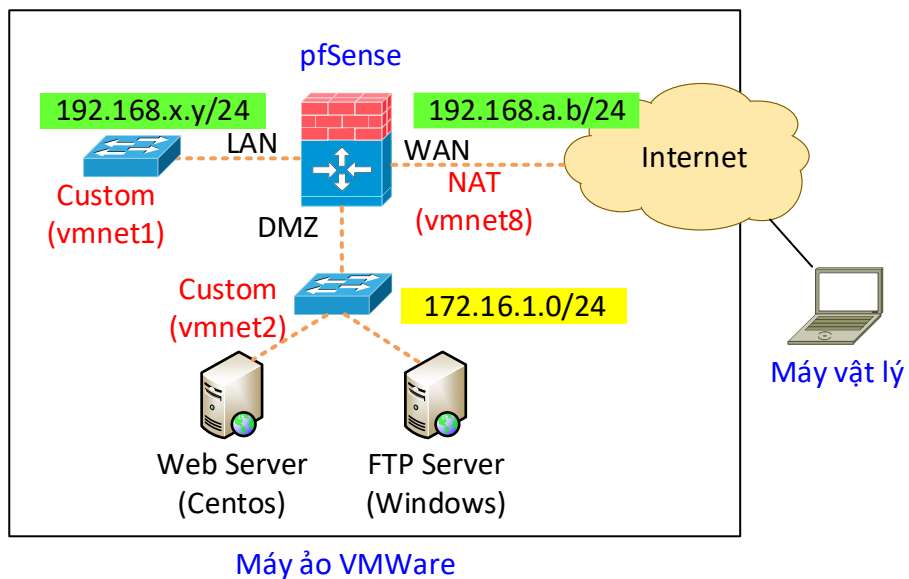 pfSense
192.168.x.y/24
192.168.a.b/24
LAN
WAN
Internet
Custom
(vmnet1)
NAT
(vmnet8)
DMZ
Custom
(vmnet2)
172.16.1.0/24
Máy vật lý
Web Server
(Centos)
FTP Server
(Windows)
Máy ảo VMWare